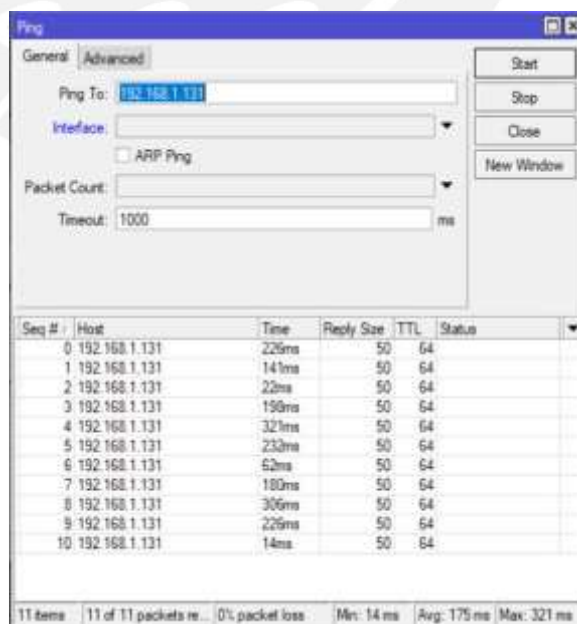 Ping
General Advanced
Start
Ping To: 192.168.1.131
Stop
Interface:
Close
ARP Ping
New Window
Packet Count:
Timeout: 1000 ms
Seq # Host Time Reply Size TTL Status
0 192.168.1.131 226ms 50 64
1 192.168.1.131 141ms 50 64
2 192.168.1.131 22ms 50 64
3 192.168.1.131 198ms 50 64
4 192.168.1.131 321ms 50 64
5 192.168.1.131 232ms 50 64
6 192.168.1.131 62ms 50 64
7 192.168.1.131 180ms 50 64
8 192.168.1.131 306ms 50 64
9 192.168.1.131 226ms 50 64
10 192.168.1.131 14ms 50 64
11 items 11 of 11 packets re... 0% packet loss Min: 14 ms Avg: 175 ms Max: 321 ms